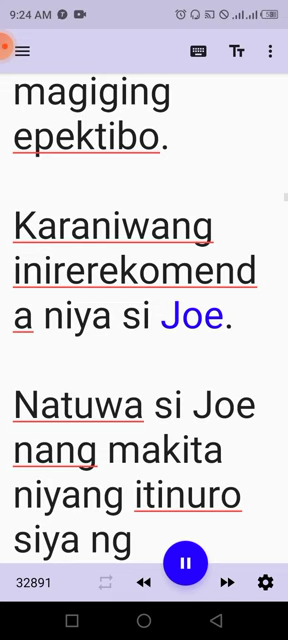 9:24 AM
magiging
epektibo.
Karaniwang
inirerekomend
a niya si Joe.
Natuwa si Joe
nang makita
niyang itinuro
siya ng
32891